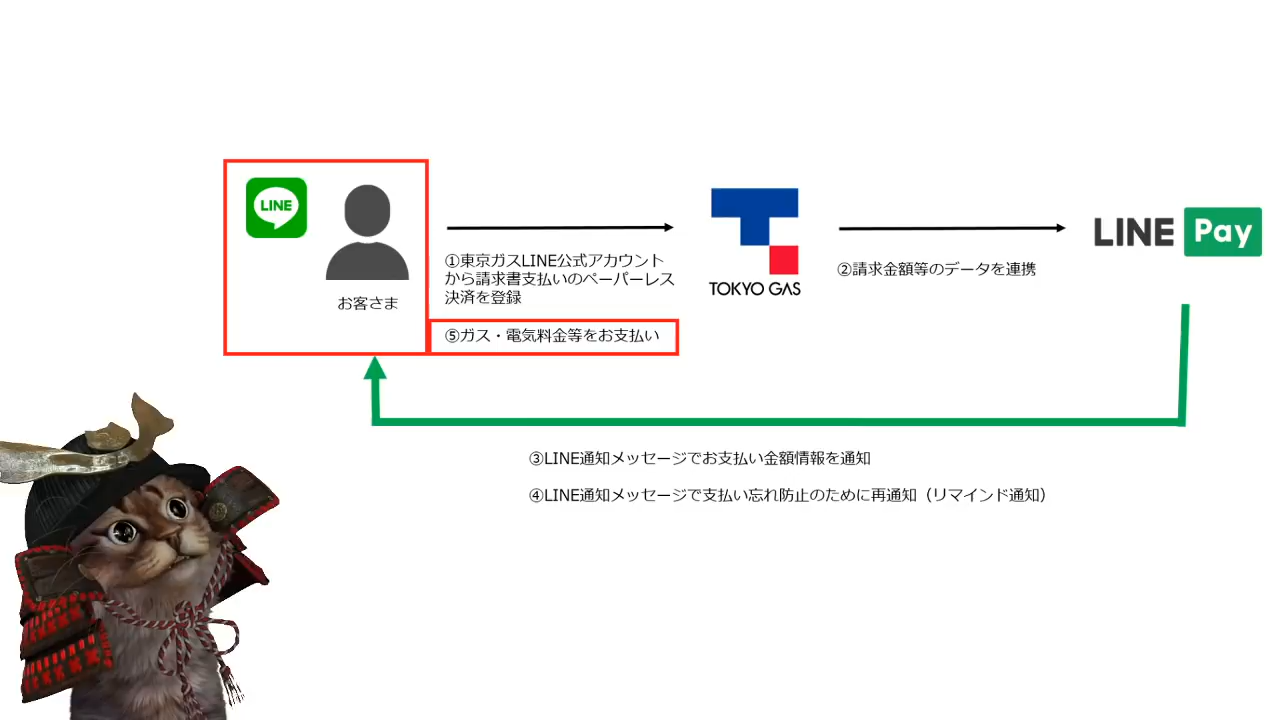 LINE
お客さま
①東京ガスLINE公式アカウント
から請求書支払いのペーパーレス
決済を登録
⑤ガス・電気料金等をお支払い
TOKYO GAS
②請求金額等のデータを連携
LINE Pay
③LINE通知メッセージでお支払い金額情報を通知
④LINE通知メッセージで支払い忘れ防止のために再通知（リマインド通知）